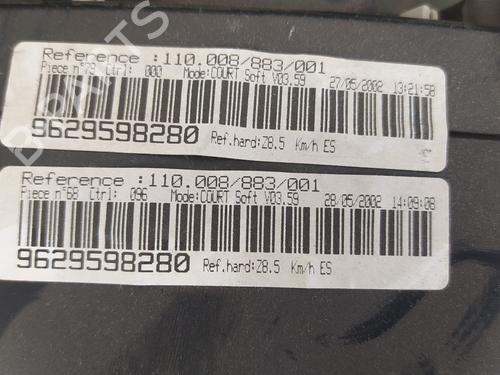 Reference :110.008/883/001
Piece n°73 Ctrl: 000 Mode:COURT Soft V03.59 27/05/2002 13:21:58
9629598280 Ref.hard:Z8.5 Km/h ES
Reference :110.008/883/001
Piece n°68 Ctrl: 096 Mode:COURT Soft V03.59 28/05/2002 14:09:08
9629598280 Ref.hard:Z8.5 Km/h ES